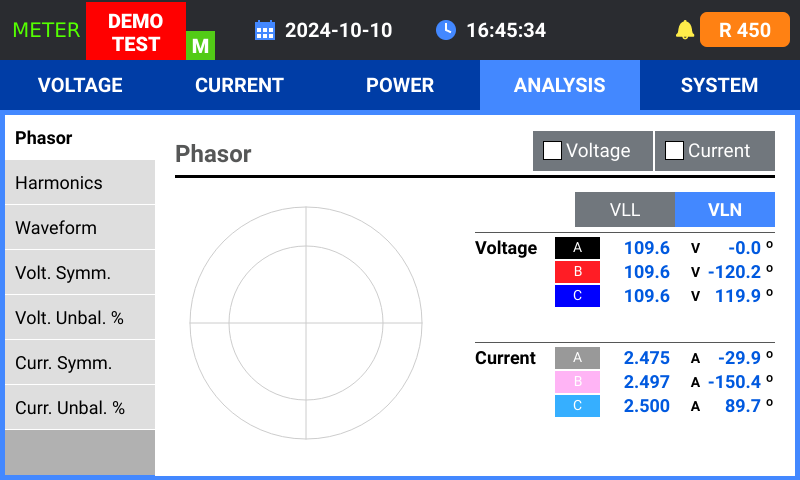 METER DEMO TEST M 2024-10-10 16:45:34 R 450
VOLTAGE CURRENT POWER ANALYSIS SYSTEM
Phasor
Harmonics
Waveform
Volt. Symm.
Volt. Unbal. %
Curr. Symm.
Curr. Unbal. %
Phasor Voltage Current
VLL VLN
Voltage A 109.6 V -0.0 °
B 109.6 V -120.2 °
C 109.6 V 119.9 °
Current A 2.475 A -29.9 °
B 2.497 A -150.4 °
C 2.500 A 89.7 °